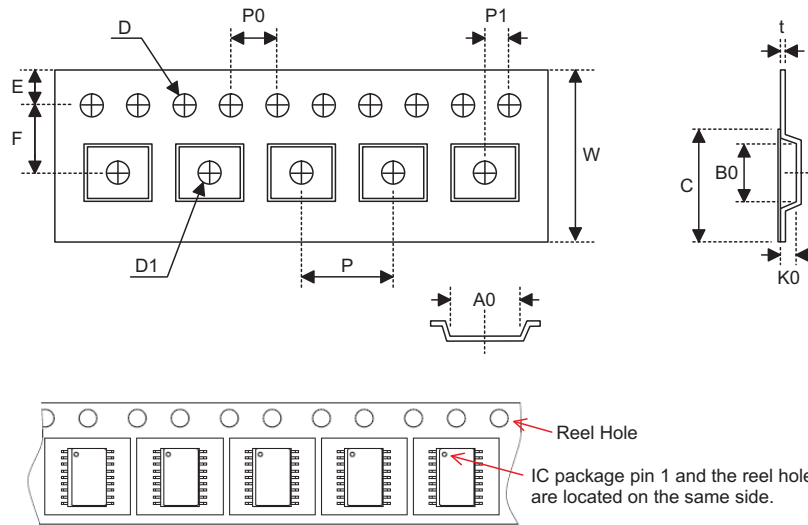 D
P0
P1
t
E
F
W
C
B0
D1
P
K0
A0
Reel Hole
IC package pin 1 and the reel hole
are located on the same side.